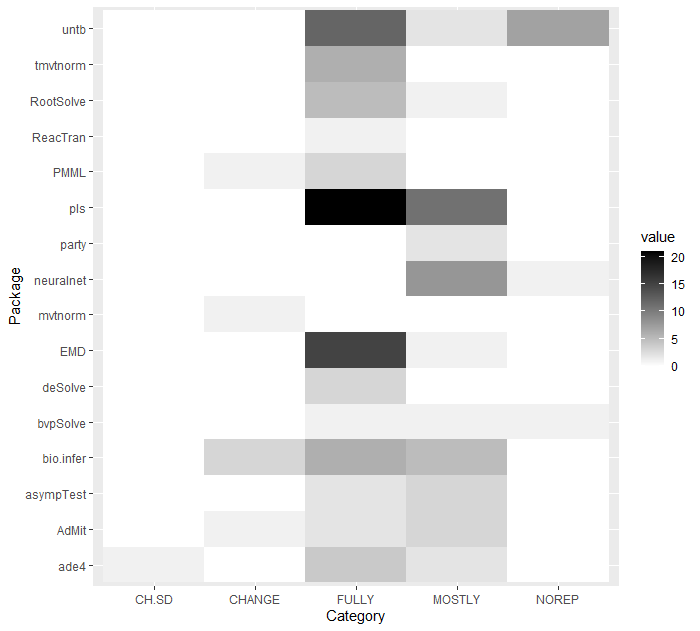 untb
tmvtnorm
RootSolve
ReacTran
PMML
pls
party
neuralnet
mvtnorm
EMD
deSolve
bvpSolve
bio.infer
asympTest
AdMit
ade4
Package
CH.SD CHANGE FULLY MOSTLY NOREP
Category
value
20
15
10
5
0